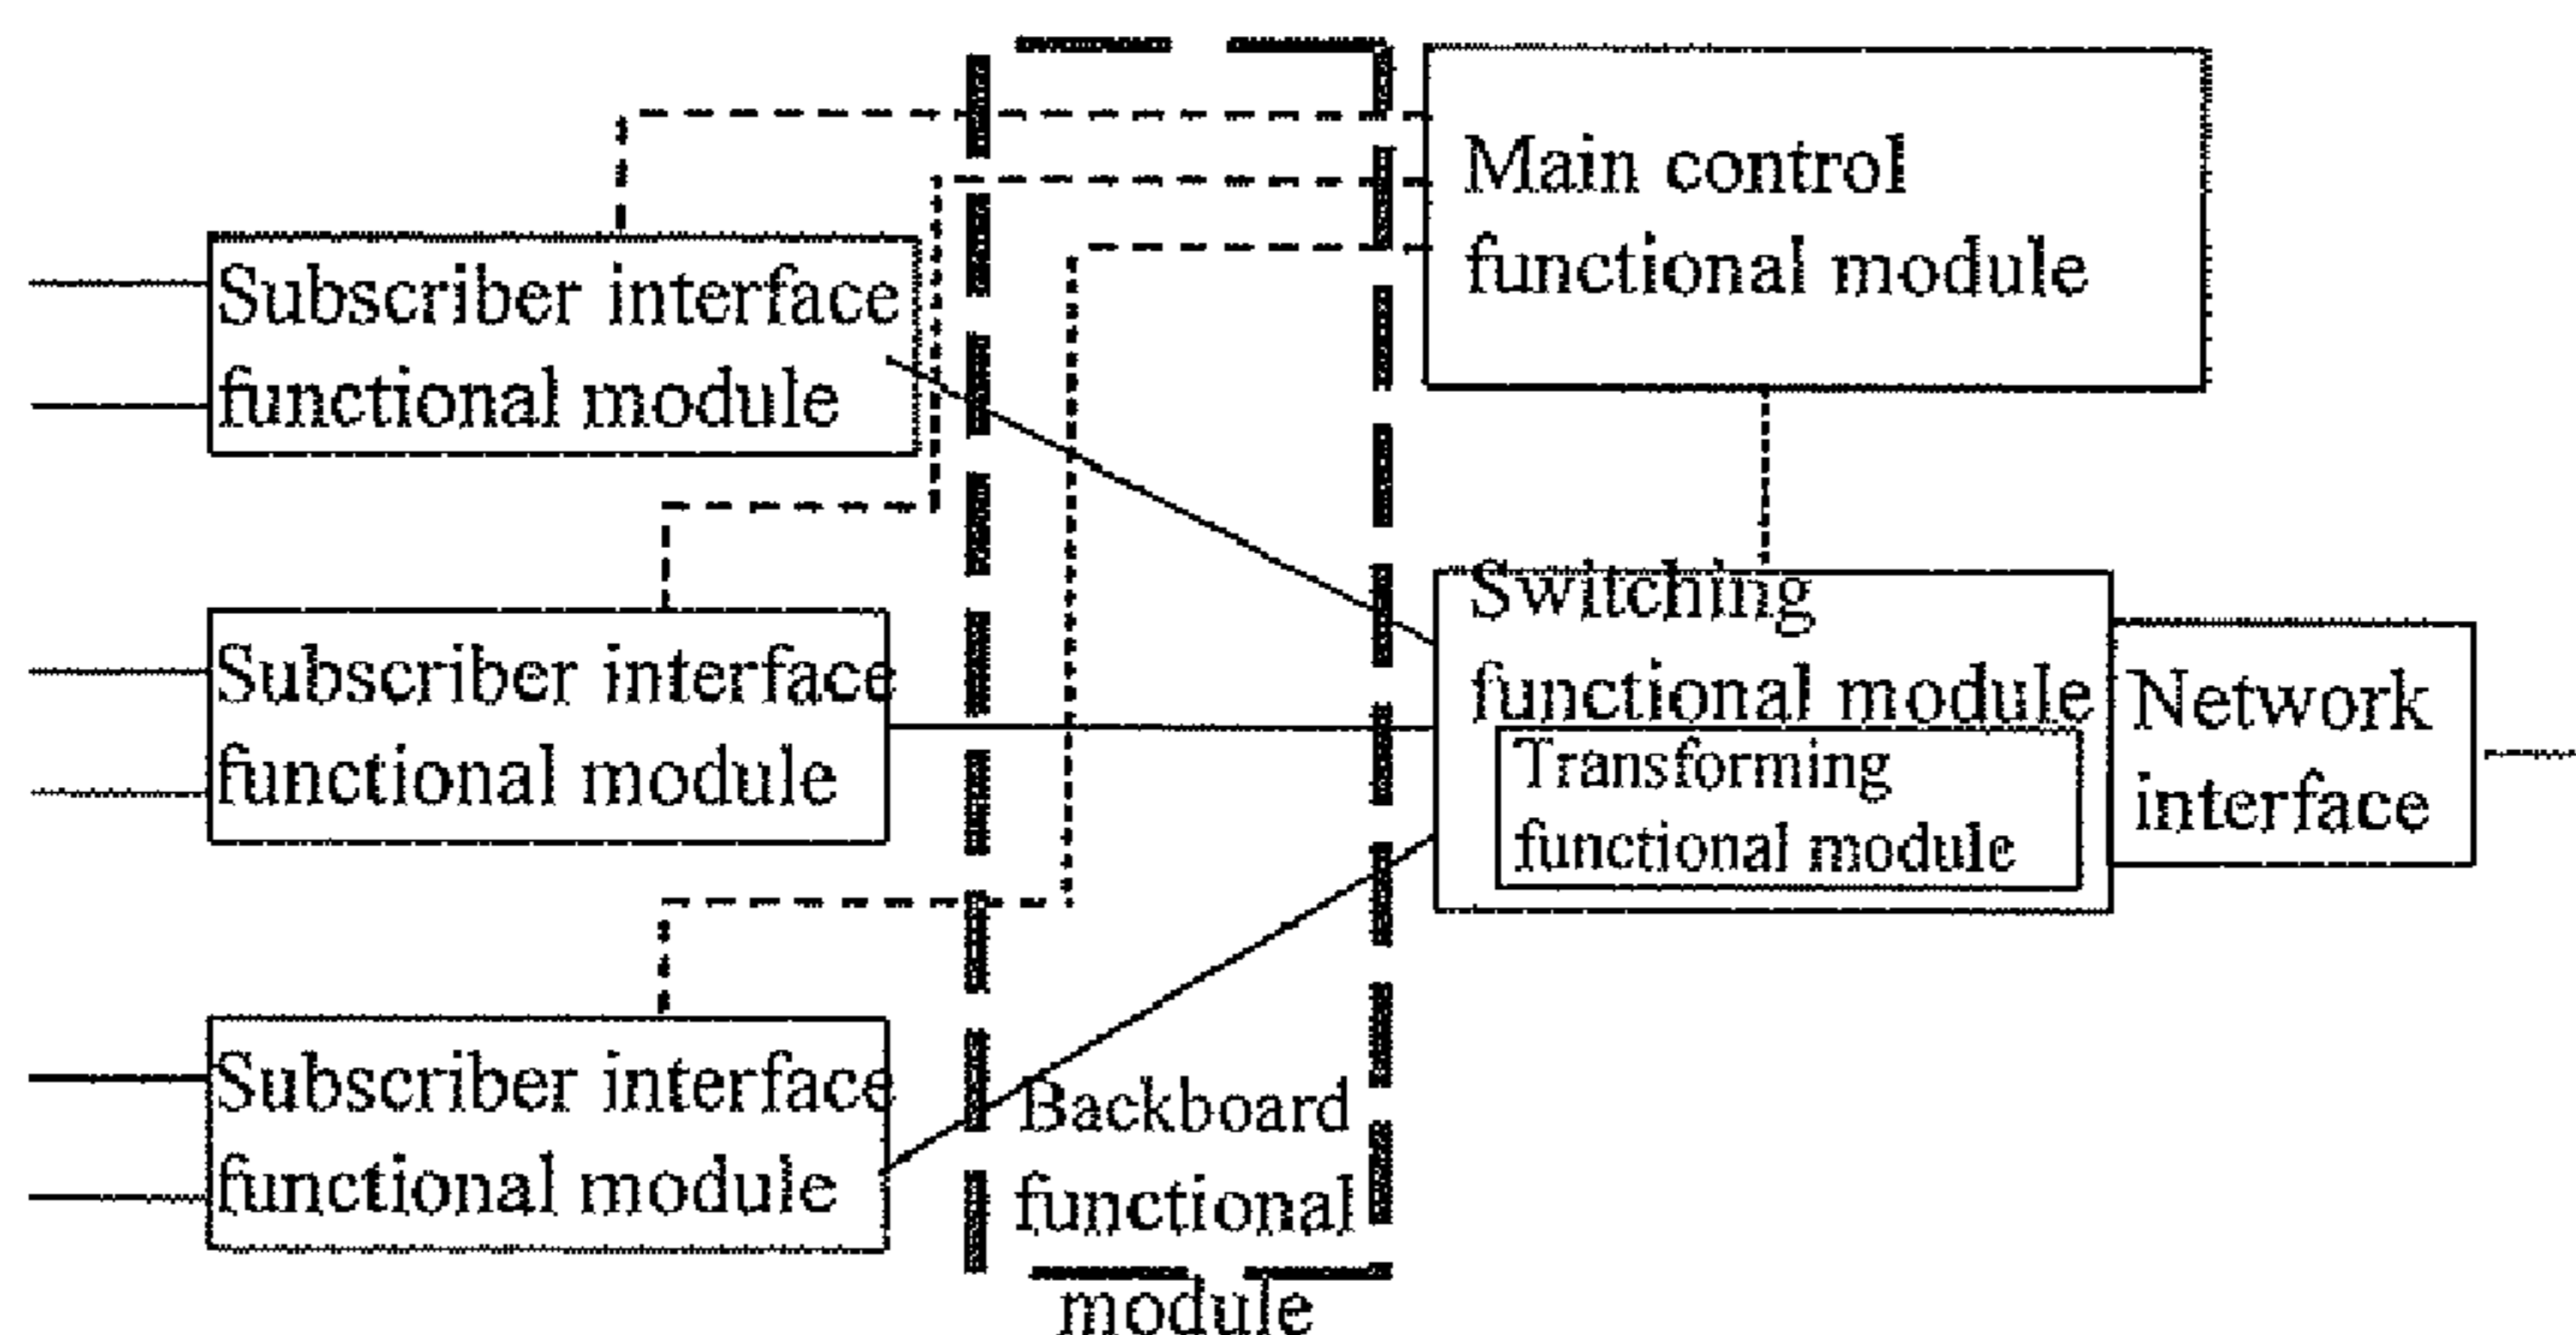 Main control
functional module
Subscriber interface
functional module
Switching
functional module
Transforming
functional module
Network
interface
Subscriber interface
functional module
Subscriber interface
functional module
Backboard
functional
module